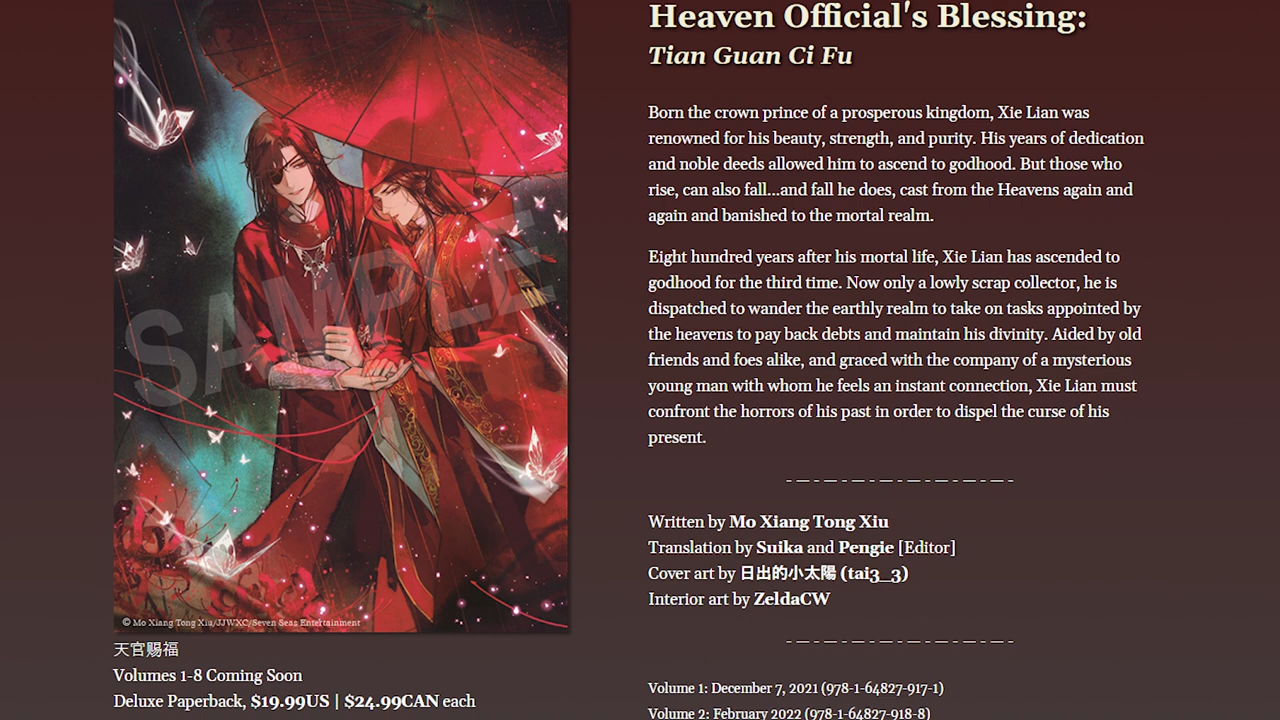 SAMPLE
© Mo Xiang Tong Xiu/JJWXC/Seven Seas Entertainment
天官赐福
Volumes 1-8 Coming Soon
Deluxe Paperback, $19.99US | $24.99CAN each
Heaven Official's Blessing:
Tian Guan Ci Fu
Born the crown prince of a prosperous kingdom, Xie Lian was
renowned for his beauty, strength, and purity. His years of dedication
and noble deeds allowed him to ascend to godhood. But those who
rise, can also fall...and fall he does, cast from the Heavens again and
again and banished to the mortal realm.
Eight hundred years after his mortal life, Xie Lian has ascended to
godhood for the third time. Now only a lowly scrap collector, he is
dispatched to wander the earthly realm to take on tasks appointed by
the heavens to pay back debts and maintain his divinity. Aided by old
friends and foes alike, and graced with the company of a mysterious
young man with whom he feels an instant connection, Xie Lian must
confront the horrors of his past in order to dispel the curse of his
present.
- — - — - — - — - — - — - — - — -
Written by Mo Xiang Tong Xiu
Translation by Suika and Pengie [Editor]
Cover art by 日出的小太陽 (tai3_3)
Interior art by ZeldaCW
- — - — - — - — - — - — - — - — -
Volume 1: December 7, 2021 (978-1-64827-917-1)
Volume 2: February 2022 (978-1-64827-918-8)